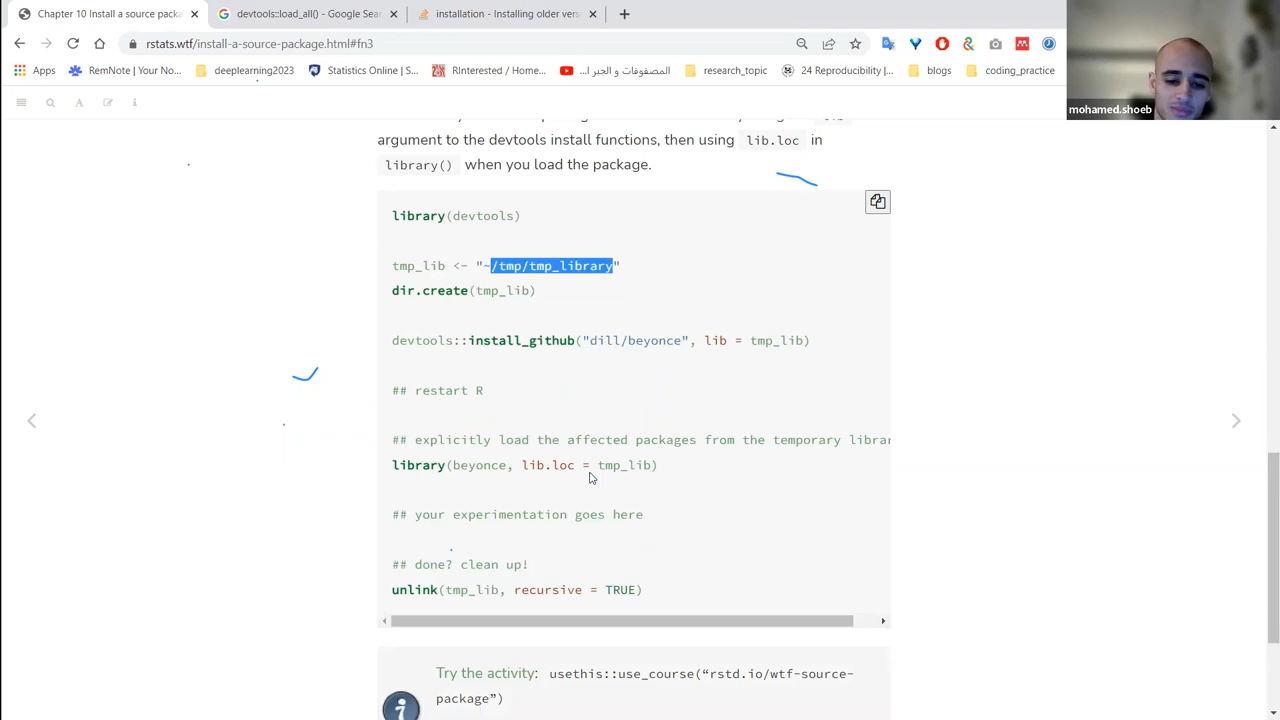 Chapter 10 Install a source packa
devtools::load_all() - Google Sear
installation - Installing older vers
rstats.wtf/install-a-source-package.html#fn3
Apps
RemNote | Your No...
deeplearning2023
Statistics Online | S...
RInterested / Home...
المصفوفات و الجبر ا...
research_topic
24 Reproducibility |...
blogs
coding_practice
mohamed.shoeb
argument to the devtools install functions, then using lib.loc in
library() when you load the package.
library(devtools)
tmp_lib <- "~/tmp/tmp_library"
dir.create(tmp_lib)
devtools::install_github("dill/beyonce", lib = tmp_lib)
## restart R
## explicitly load the affected packages from the temporary librar
library(beyonce, lib.loc = tmp_lib)
## your experimentation goes here
## done? clean up!
unlink(tmp_lib, recursive = TRUE)
Try the activity: usethis::use_course(“rstd.io/wtf-source-
package”)